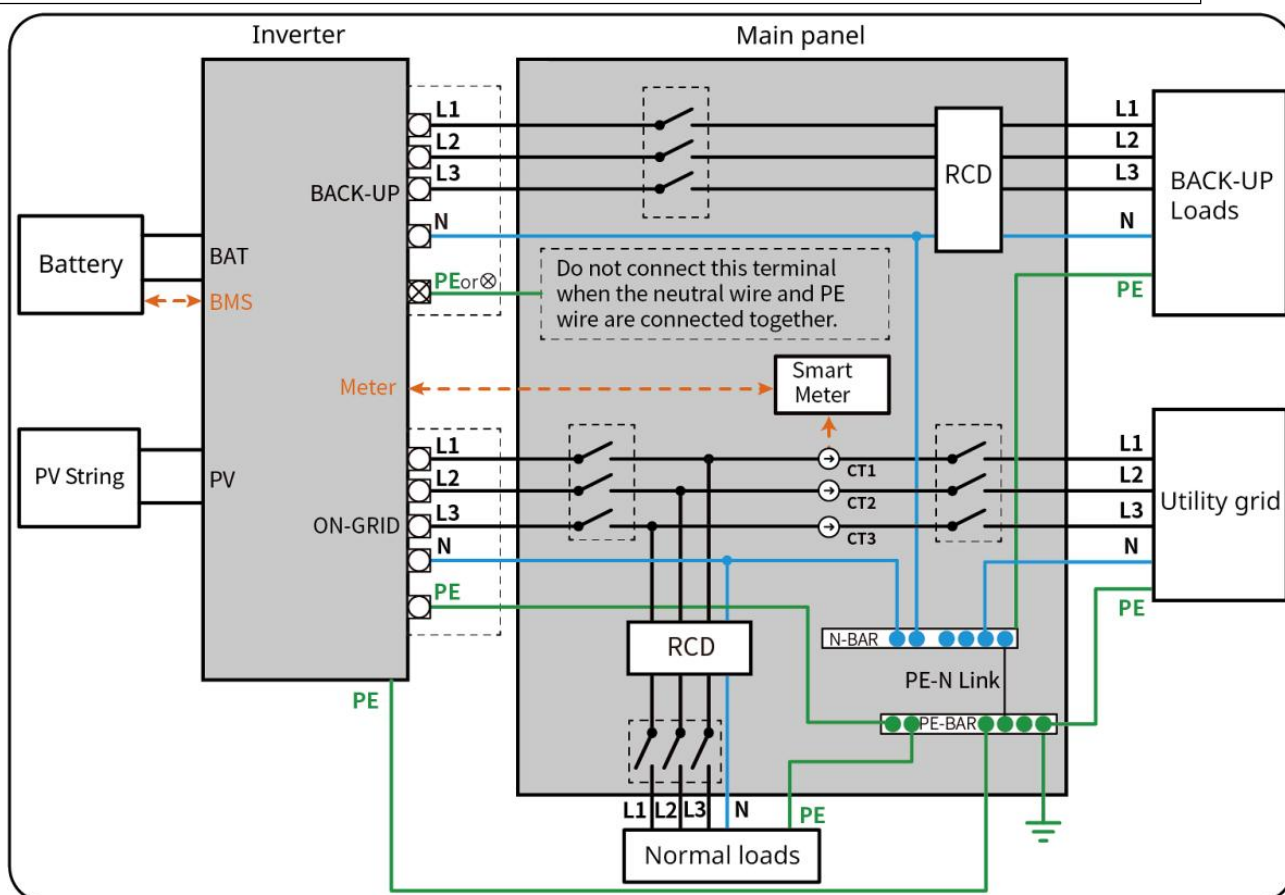 Inverter
Main panel
L1
L2
L3
BACK-UP
N
PEor⊗
RCD
L1
L2
L3
N
PE
BACK-UP
Loads
Battery
BAT
BMS
Do not connect this terminal
when the neutral wire and PE
wire are connected together.
Meter
Smart
Meter
PV String
PV
L1
L2
L3
ON-GRID
N
PE
CT1
CT2
CT3
L1
L2
L3
N
PE
Utility grid
RCD
N-BAR
PE-N Link
PE-BAR
PE
L1 L2 L3 N PE
Normal loads